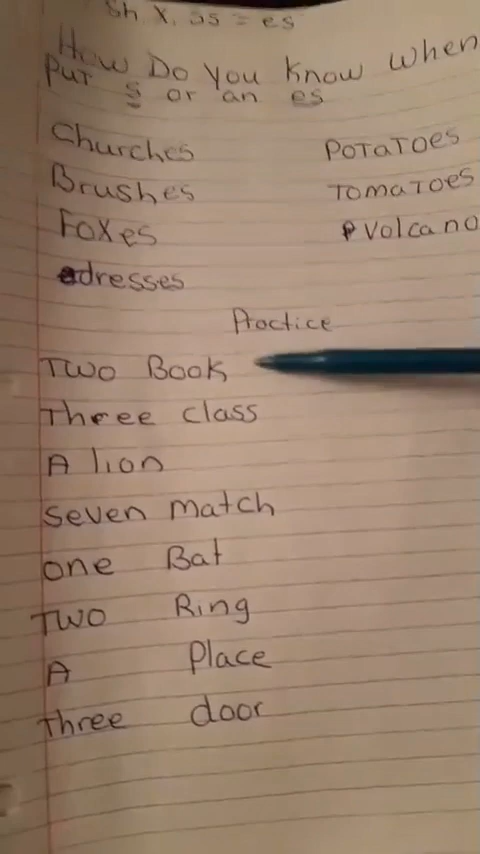 Sh, X, ss = es
How Do you know when
Put s or an es
Churches Potatoes
Brushes Tomatoes
Foxes Volcano
adresses
Practice
Two Book
Three class
A lion
Seven match
one Bat
Two Ring
A Place
Three door